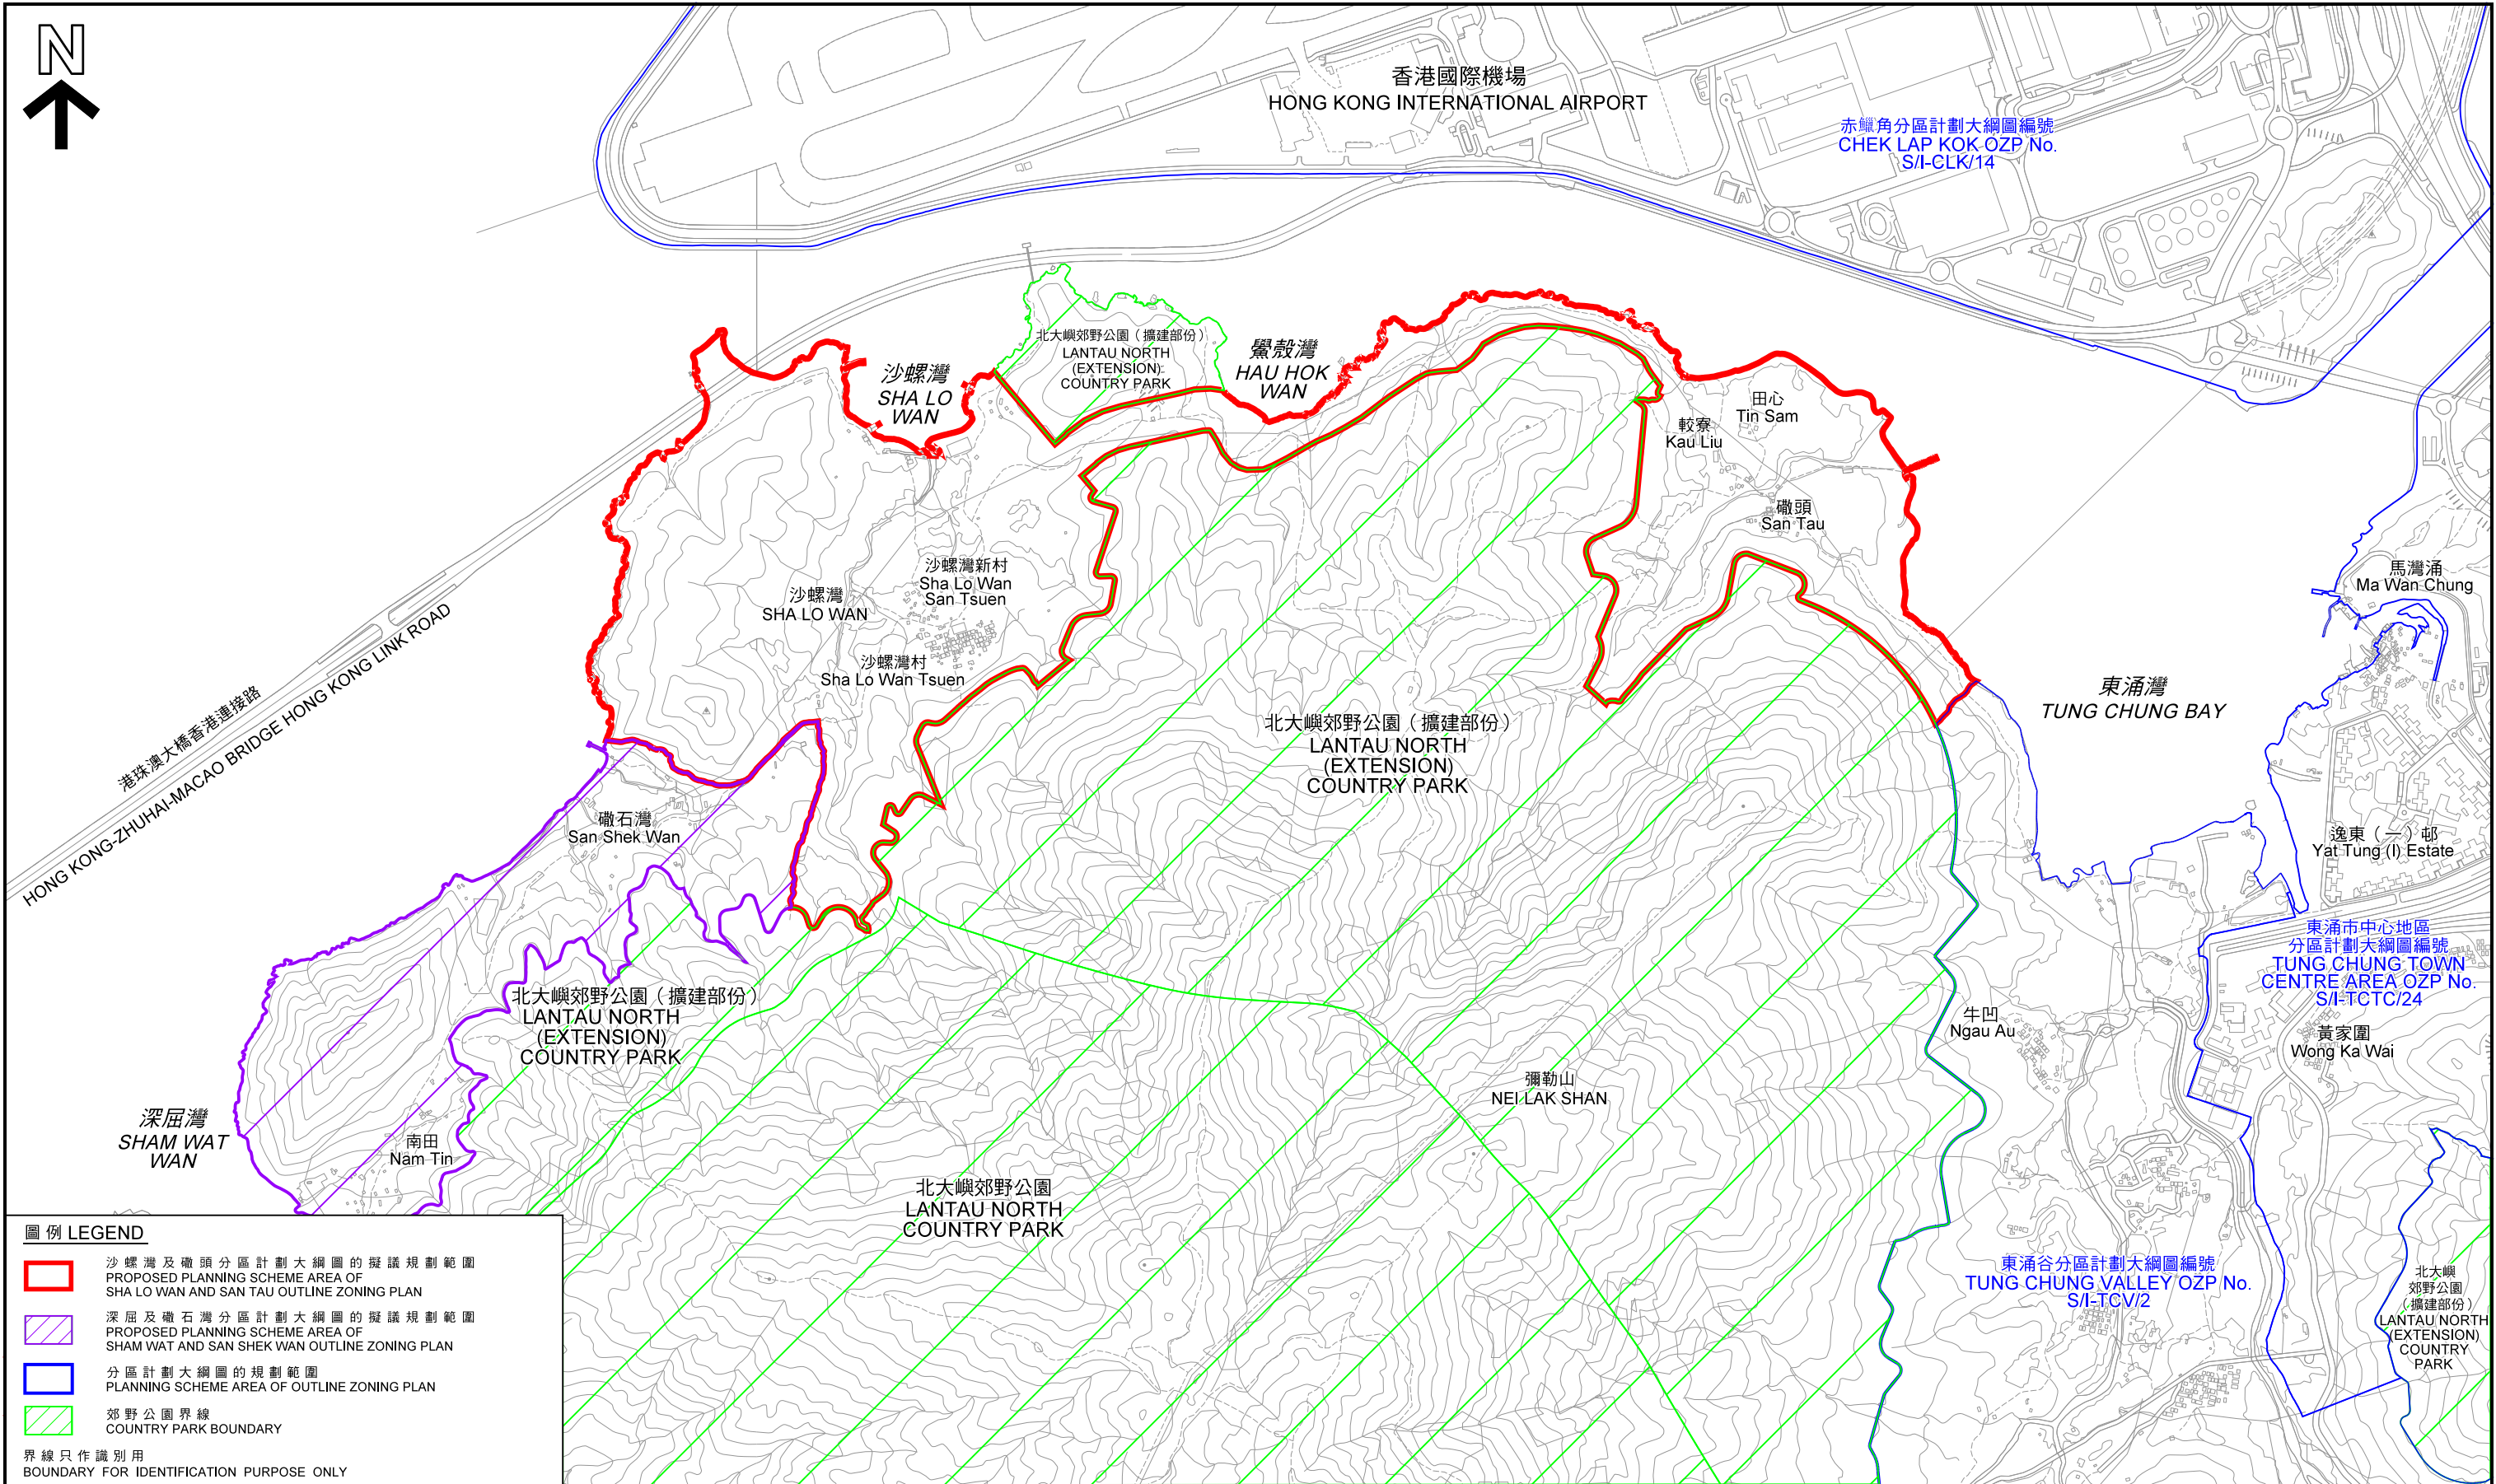 N
香港國際機場
HONG KONG INTERNATIONAL AIRPORT
赤鱲角分區計劃大綱圖編號
CHEK LAP KOK OZP No.
S/I-CLK/14
北大嶼郊野公園（擴建部份）
LANTAU NORTH
(EXTENSION)
COUNTRY PARK
沙螺灣
SHA LO
WAN
鱟殼灣
HAU HOK
WAN
田心
Tin Sam
較寮
Kau Liu
䃟頭
San Tau
沙螺灣新村
Sha Lo Wan
San Tsuen
沙螺灣
SHA LO WAN
沙螺灣村
Sha Lo Wan Tsuen
馬灣涌
Ma Wan Chung
東涌灣
TUNG CHUNG BAY
港珠澳大橋香港連接路
HONG KONG-ZHUHAI-MACAO BRIDGE HONG KONG LINK ROAD
北大嶼郊野公園（擴建部份）
LANTAU NORTH
(EXTENSION)
COUNTRY PARK
䃟石灣
San Shek Wan
逸東（一）邨
Yat Tung (I) Estate
東涌市中心地區
分區計劃大綱圖編號
TUNG CHUNG TOWN
CENTRE AREA OZP No.
S/I-TCTC/24
北大嶼郊野公園（擴建部份）
LANTAU NORTH
(EXTENSION)
COUNTRY PARK
牛凹
Ngau Au
黃家圍
Wong Ka Wai
彌勒山
NEI LAK SHAN
深屈灣
SHAM WAT
WAN
南田
Nam Tin
北大嶼郊野公園
LANTAU NORTH
COUNTRY PARK
東涌谷分區計劃大綱圖編號
TUNG CHUNG VALLEY OZP No.
S/I-TCV/2
北大嶼
郊野公園
（擴建部份）
LANTAU NORTH
(EXTENSION)
COUNTRY
PARK
圖例 LEGEND
沙螺灣及䃟頭分區計劃大綱圖的擬議規劃範圍
PROPOSED PLANNING SCHEME AREA OF
SHA LO WAN AND SAN TAU OUTLINE ZONING PLAN
深屈及䃟石灣分區計劃大綱圖的擬議規劃範圍
PROPOSED PLANNING SCHEME AREA OF
SHAM WAT AND SAN SHEK WAN OUTLINE ZONING PLAN
分區計劃大綱圖的規劃範圍
PLANNING SCHEME AREA OF OUTLINE ZONING PLAN
郊野公園界線
COUNTRY PARK BOUNDARY
界線只作識別用
BOUNDARY FOR IDENTIFICATION PURPOSE ONLY